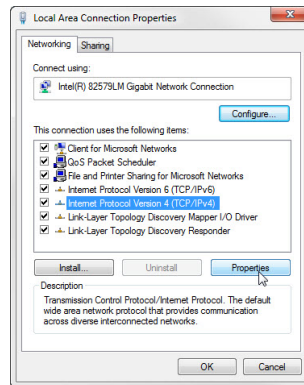 Local Area Connection Properties
Networking
Sharing
Connect using:
Intel(R) 82579LM Gigabit Network Connection
Configure...
This connection uses the following items:
Client for Microsoft Networks
QoS Packet Scheduler
File and Printer Sharing for Microsoft Networks
Internet Protocol Version 6 (TCP/IPv6)
Internet Protocol Version 4 (TCP/IPv4)
Link-Layer Topology Discovery Mapper I/O Driver
Link-Layer Topology Discovery Responder
Install...
Uninstall
Properties
Description
Transmission Control Protocol/Internet Protocol. The default
wide area network protocol that provides communication
across diverse interconnected networks.
OK
Cancel